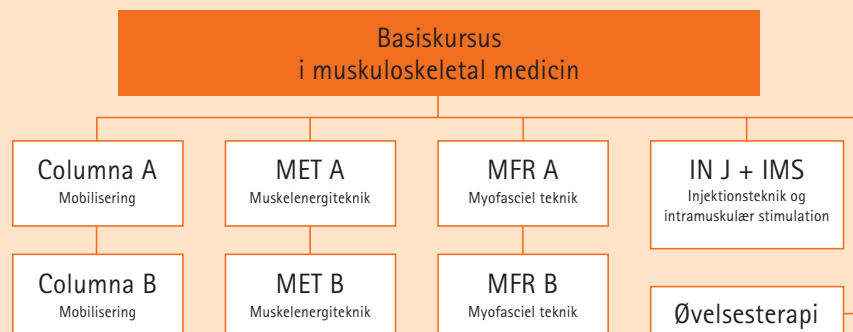 Basiskursus
i muskuloskeletal medicin
Columna A
Mobilisering
MET A
Muskelenergiteknik
MFR A
Myofasciel teknik
IN J + IMS
Injektionsteknik og
intramuskulær stimulation
Columna B
Mobilisering
MET B
Muskelenergiteknik
MFR B
Myofasciel teknik
Øvelsesterapi